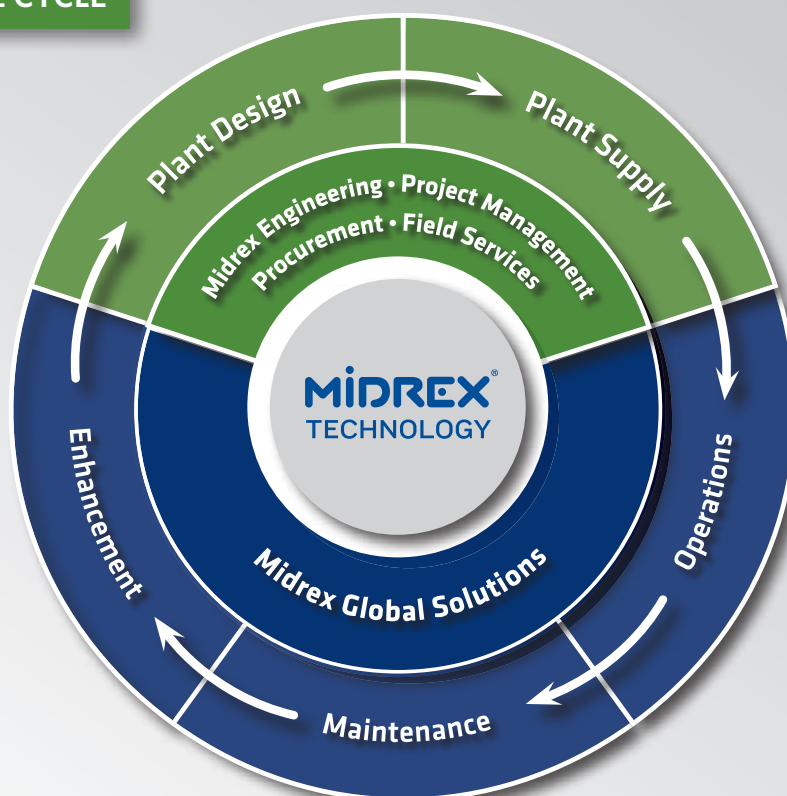 CYCLE
Plant Design
Plant Supply
Midrex Engineering • Project Management
Procurement • Field Services
MiDREX®
TECHNOLOGY
Enhancement
Operations
Midrex Global Solutions
Maintenance